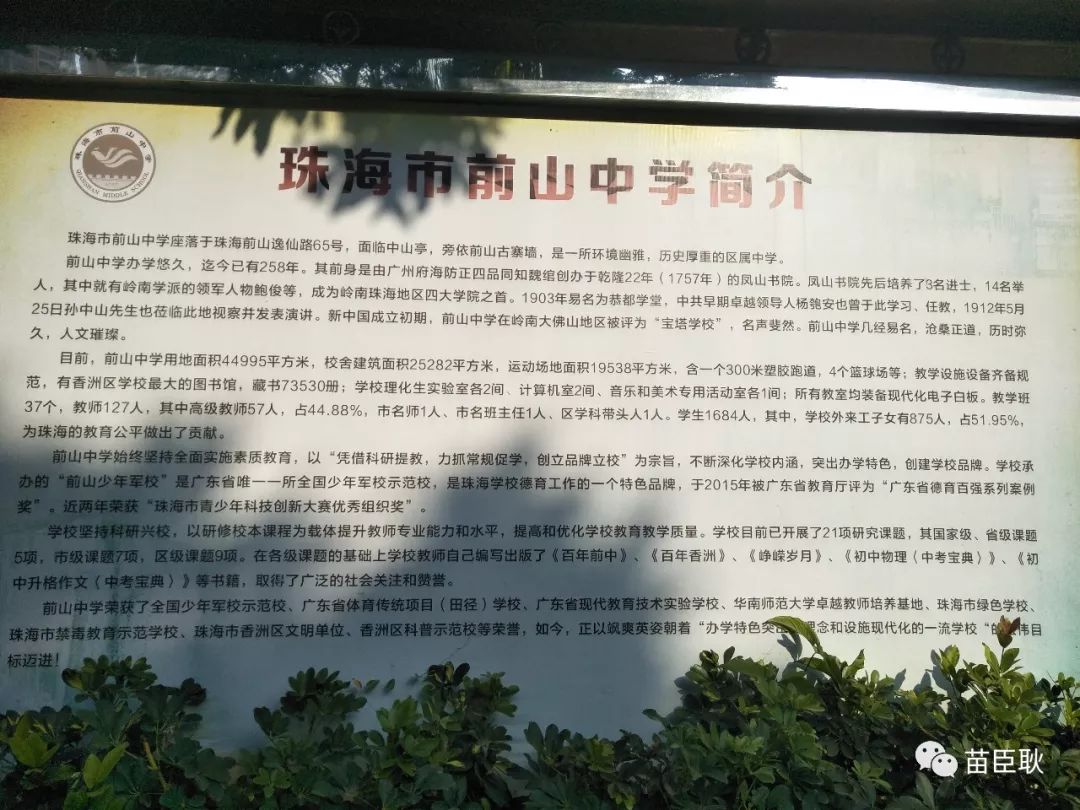 珠海市前山中学
QIANSHAN MIDDLE SCHOOL
珠海市前山中学简介
珠海市前山中学座落于珠海前山逸仙路65号，面临中山亭，旁依前山古寨墙，是一所环境幽雅，历史厚重的区属中学。
前山中学办学悠久，迄今已有258年。其前身是由广州府海防正四品同知魏绾创办于乾隆22年（1757年）的凤山书院。凤山书院先后培养了3名进士，14名举
人，其中就有岭南学派的领军人物鲍俊等，成为岭南珠海地区四大学院之首。1903年易名为恭都学堂，中共早期卓越领导人杨匏安也曾于此学习、任教，1912年5月
25日孙中山先生也莅临此地视察并发表演讲。新中国成立初期，前山中学在岭南大佛山地区被评为“宝塔学校”，名声斐然。前山中学几经易名，沧桑正道，历时弥
久，人文璀璨。
目前，前山中学用地面积44995平方米，校舍建筑面积25282平方米，运动场地面积19538平方米，含一个300米塑胶跑道，4个篮球场等；教学设施设备齐备规
范，有香洲区学校最大的图书馆，藏书73530册；学校理化生实验室各2间、计算机室2间、音乐和美术专用活动室各1间；所有教室均装备现代化电子白板。教学班
37个，教师127人，其中高级教师57人，占44.88%，市名师1人、市名班主任1人、区学科带头人1人。学生1684人，其中，学校外来工子女有875人，占51.95%，
为珠海的教育公平做出了贡献。
前山中学始终坚持全面实施素质教育，以“凭借科研提教，力抓常规促学，创立品牌立校”为宗旨，不断深化学校内涵，突出办学特色，创建学校品牌。学校承
办的“前山少年军校”是广东省唯一一所全国少年军校示范校，是珠海学校德育工作的一个特色品牌，于2015年被广东省教育厅评为“广东省德育百强系列案例
奖”。近两年荣获“珠海市青少年科技创新大赛优秀组织奖”。
学校坚持科研兴校，以研修校本课程为载体提升教师专业能力和水平，提高和优化学校教育教学质量。学校目前已开展了21项研究课题，其国家级、省级课题
5项，市级课题7项，区级课题9项。在各级课题的基础上学校教师自己编写出版了《百年前中》、《百年香洲》、《峥嵘岁月》、《初中物理（中考宝典）》、《初
中升格作文（中考宝典）》等书籍，取得了广泛的社会关注和赞誉。
前山中学荣获了全国少年军校示范校、广东省体育传统项目（田径）学校、广东省现代教育技术实验学校、华南师范大学卓越教师培养基地、珠海市绿色学校、
珠海市禁毒教育示范学校、珠海市香洲区文明单位、香洲区科普示范校等荣誉，如今，正以飒爽英姿朝着“办学特色突 理念和设施现代化的一流学校“的 伟目
标迈进！
苗臣耿